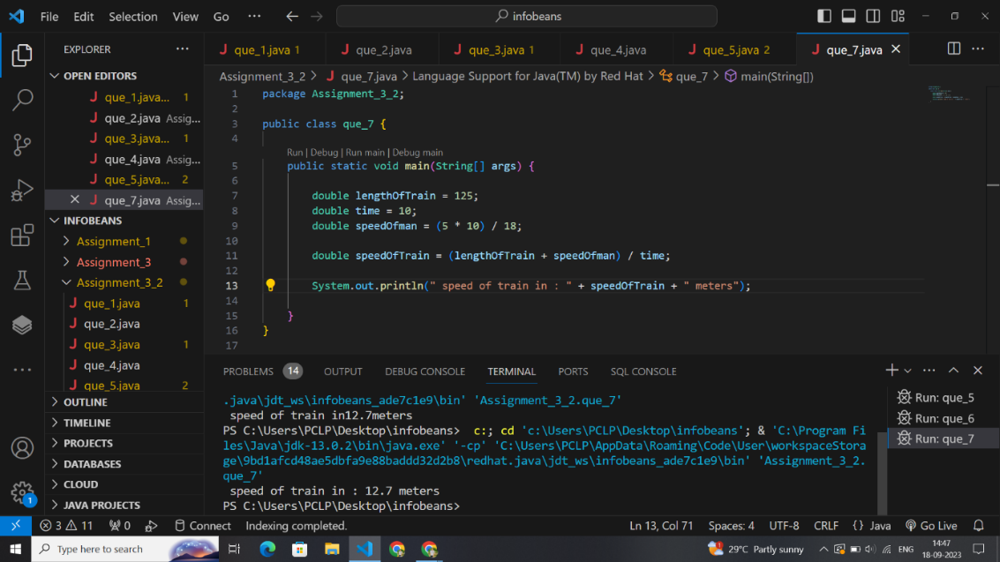 File Edit Selection View Go ··· infobeans
EXPLORER ···
OPEN EDITORS
que_1.java... 1
que_2.java Assig...
que_3.java... 1
que_4.java Assig...
que_5.java... 2
que_7.java Assig...
INFOBEANS
Assignment_1
Assignment_3
Assignment_3_2
que_1.java 1
que_2.java
que_3.java 1
que_4.java
que_5.java 2
OUTLINE
TIMELINE
PROJECTS
DATABASES
CLOUD
JAVA PROJECTS
1
que_1.java 1 que_2.java que_3.java 1 que_4.java que_5.java 2 que_7.java
Assignment_3_2 > que_7.java > Language Support for Java(TM) by Red Hat > que_7 > main(String[])
1 package Assignment_3_2;
2
3 public class que_7 {
4
Run | Debug | Run main | Debug main
5 public static void main(String[] args) {
6
7 double lengthOfTrain = 125;
8 double time = 10;
9 double speedOfman = (5 * 10) / 18;
10
11 double speedOfTrain = (lengthOfTrain + speedOfman) / time;
12
13 System.out.println(" speed of train in : " + speedOfTrain + " meters");
14
15 }
16 }
17
PROBLEMS 14 OUTPUT DEBUG CONSOLE TERMINAL PORTS SQL CONSOLE
.java\jdt_ws\infobeans_ade7c1e9\bin' 'Assignment_3_2.que_7'
speed of train in12.7meters
PS C:\Users\PCLP\Desktop\infobeans> c:; cd 'c:\Users\PCLP\Desktop\infobeans'; & 'C:\Program Fi
les\Java\jdk-13.0.2\bin\java.exe' '-cp' 'C:\Users\PCLP\AppData\Roaming\Code\User\workspaceStora
ge\9bd1afcd48ae5dbfa9e88baddd32d2b8\redhat.java\jdt_ws\infobeans_ade7c1e9\bin' 'Assignment_3_2.
que_7'
speed of train in : 12.7 meters
PS C:\Users\PCLP\Desktop\infobeans>
Run: que_5
Run: que_6
Run: que_7
3 11 0 Connect Indexing completed. Ln 13, Col 71 Spaces: 4 UTF-8 CRLF {} Java Go Live
Type here to search 29°C Partly sunny ENG 14:47
18-09-2023